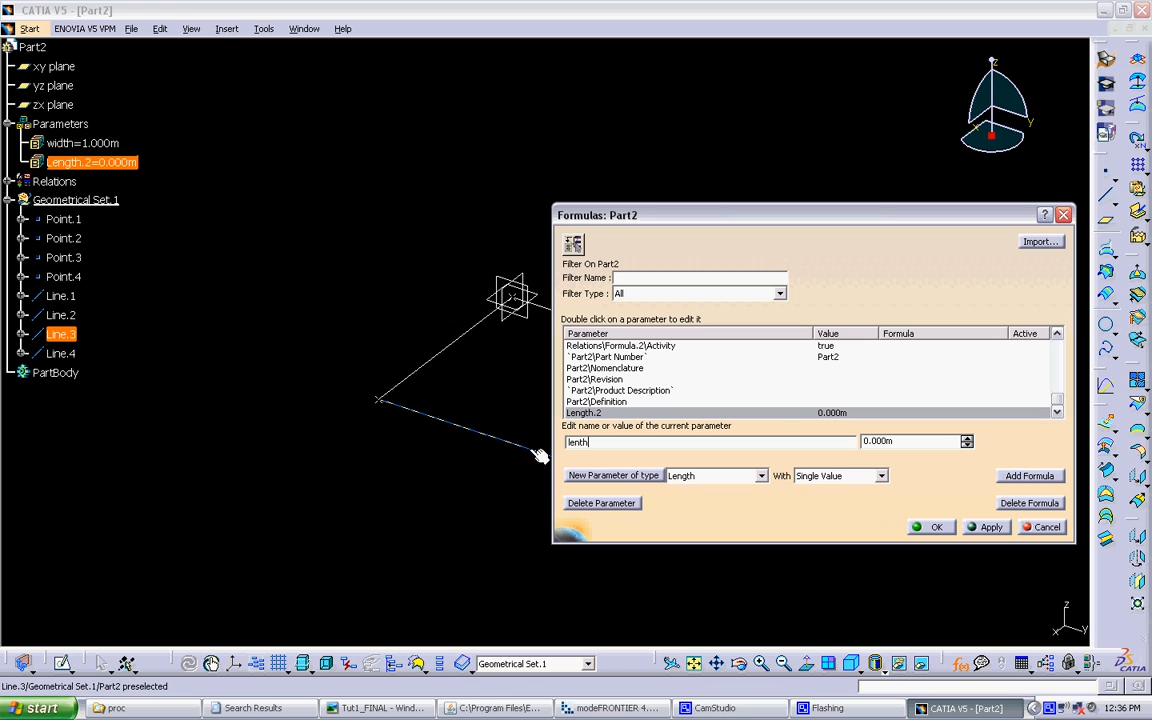 CATIA V5 - [Part2]
Start ENOVIA V5 VPM File Edit View Insert Tools Window Help
Part2
xy plane
yz plane
zx plane
Parameters
width=1.000m
Length.2=0.000m
Relations
Geometrical Set.1
Point.1
Point.2
Point.3
Point.4
Line.1
Line.2
Line.3
Line.4
PartBody
z
y
x
Formulas: Part2
Import...
Filter On Part2
Filter Name :
Filter Type : All
Double click on a parameter to edit it
Parameter Value Formula Active
Relations\Formula.2\Activity true
`Part2\Part Number` Part2
Part2\Nomenclature
Part2\Revision
`Part2\Product Description`
Part2\Definition
Length.2 0.000m
Edit name or value of the current parameter
lenth 0.000m
New Parameter of type Length With Single Value Add Formula
Delete Parameter Delete Formula
OK Apply Cancel
z
x y
Geometrical Set.1
CATIA
Line.3/Geometrical Set.1/Part2 preselected
start proc Search Results Tut1_FINAL - Wind... C:\Program Files\E... modeFRONTIER 4.... CamStudio Flashing CATIA V5 - [Part2] 12:36 PM